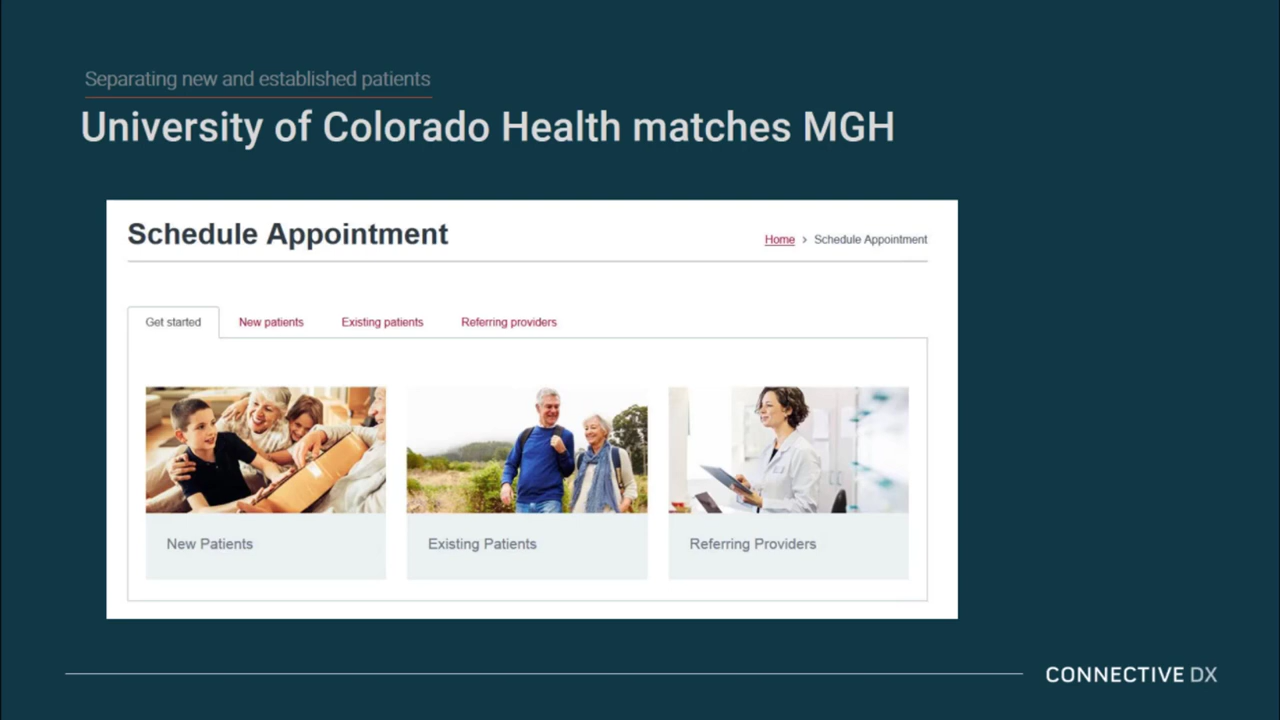 Separating new and established patients
University of Colorado Health matches MGH
Schedule Appointment
Home > Schedule Appointment
Get started New patients Existing patients Referring providers
New Patients Existing Patients Referring Providers
CONNECTIVE DX